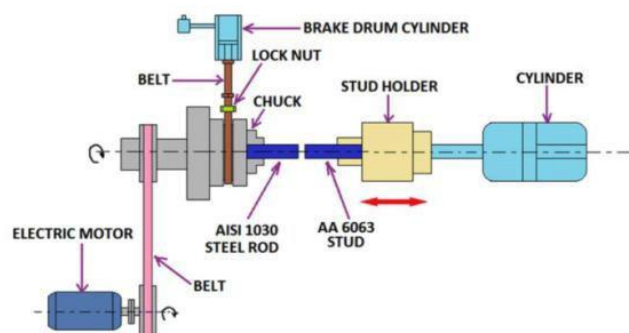 BRAKE DRUM CYLINDER
LOCK NUT
BELT
CHUCK
STUD HOLDER
CYLINDER
AISI 1030
STEEL ROD
AA 6063
STUD
ELECTRIC MOTOR
BELT